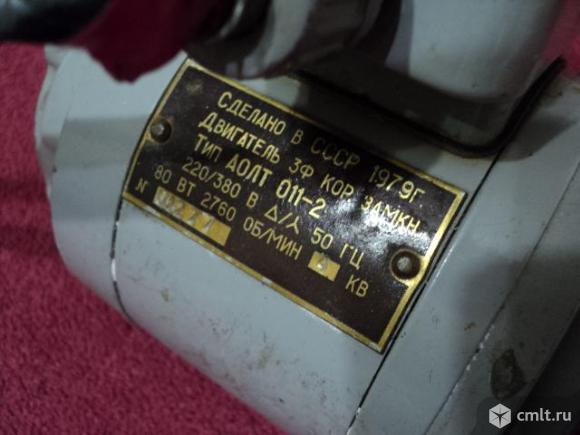 СДЕЛАНО В СССР 1979Г
ДВИГАТЕЛЬ 3Ф КОР ЗАМКН
ТИП АОЛТ 011-2
220/380 В Δ/Y 50 ГЦ
80 ВТ 2760 ОБ/МИН КВ
N
cmlt.ru